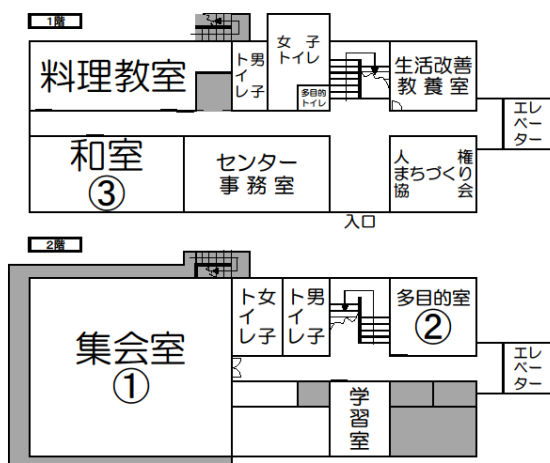 1階
料理教室
男子
トイレ
女子
トイレ
多目的
トイレ
生活改善
教養室
エレ
ベーター
和室
③
センター
事務室
人権
まちづくり
協会
入口
2階
集会室
①
女子
トイレ
男子
トイレ
多目的室
②
エレ
ベーター
学習室